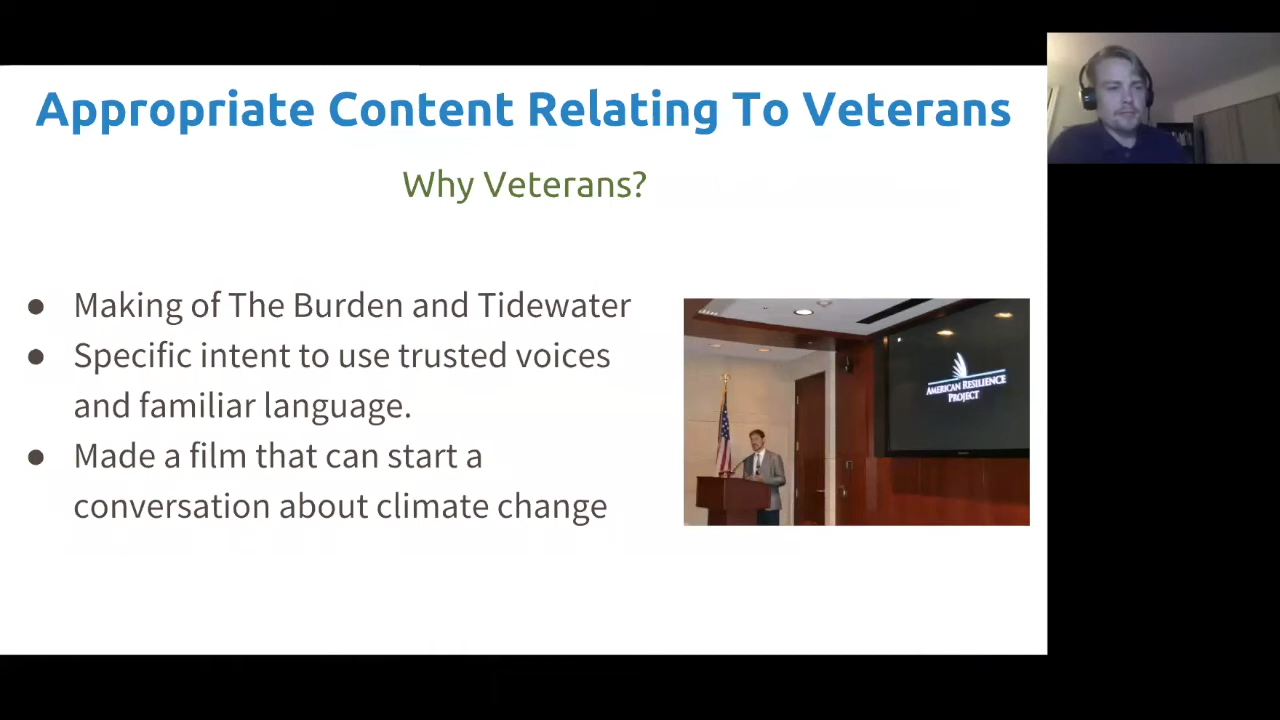 Appropriate Content Relating To Veterans
Why Veterans?
● Making of The Burden and Tidewater
● Specific intent to use trusted voices
and familiar language.
● Made a film that can start a
conversation about climate change
AMERICAN RESILIENCE
PROJECT